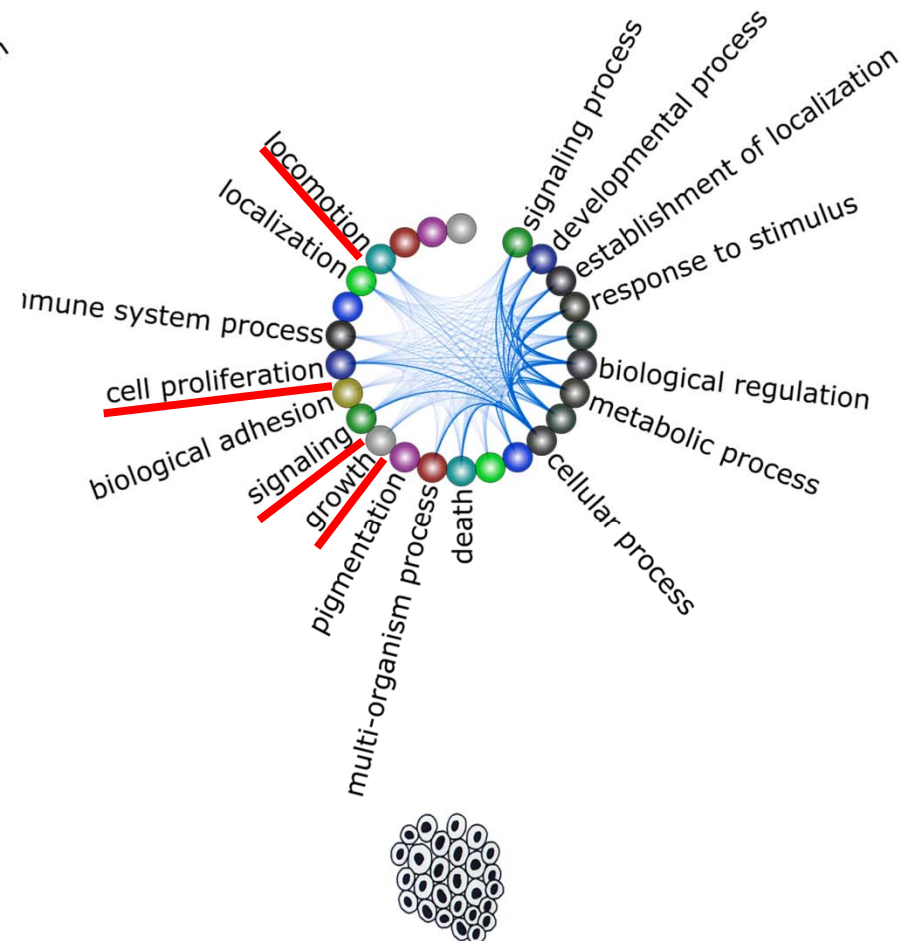 signaling process
developmental process
establishment of localization
response to stimulus
biological regulation
metabolic process
cellular process
death
multi-organism process
pigmentation
growth
signaling
biological adhesion
cell proliferation
system process
localization
locomotion